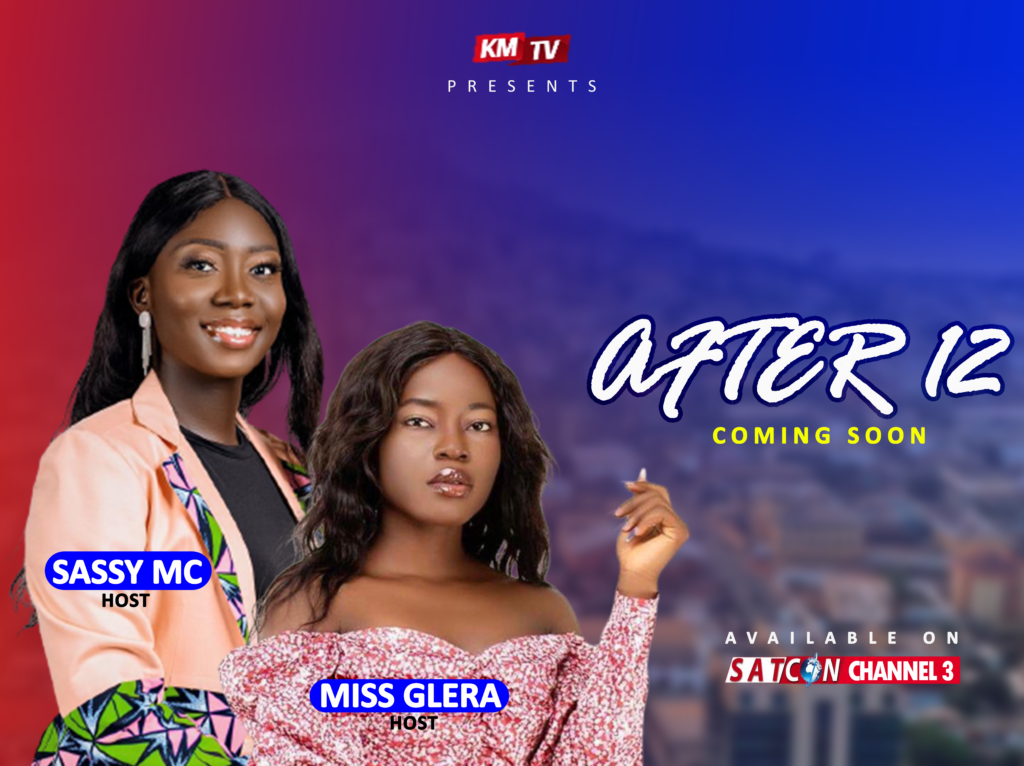 KM TV
PRESENTS
AFTER 12
COMING SOON
SASSY MC
HOST
MISS GLERA
HOST
AVAILABLE ON
SATCON CHANNEL 3